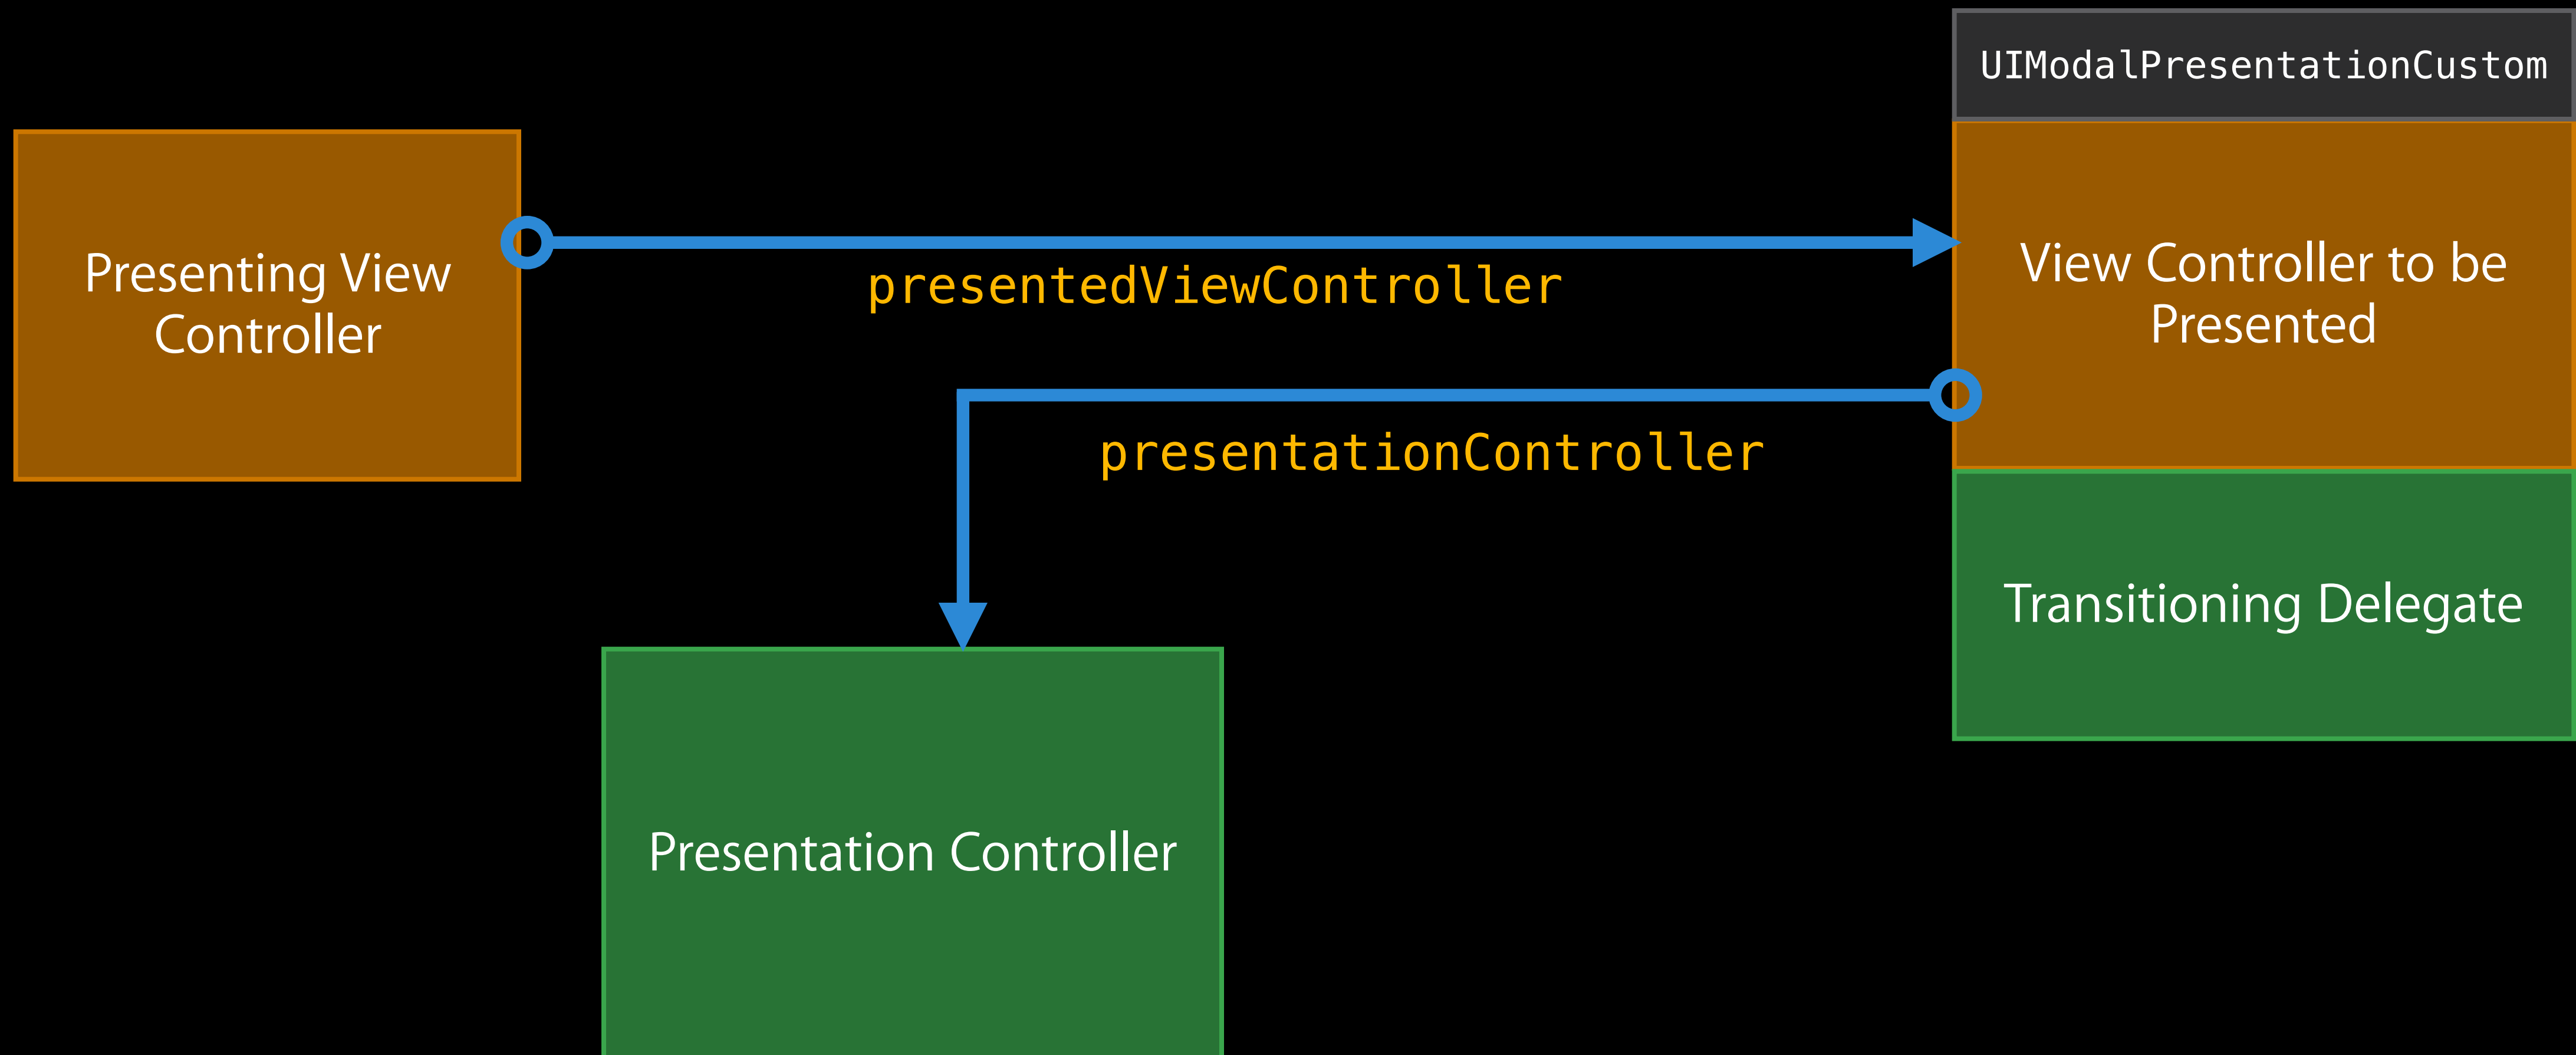 UIModalPresentationCustom
Presenting View
Controller
presentedViewController
View Controller to be
Presented
presentationController
Transitioning Delegate
Presentation Controller